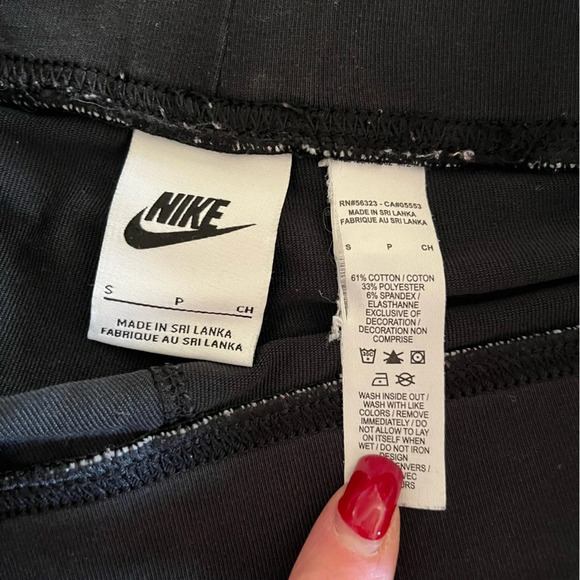 NIKE
S P CH
MADE IN SRI LANKA
FABRIQUE AU SRI LANKA
RN#56323 - CA#05553
MADE IN SRI LANKA
FABRIQUE AU SRI LANKA
S P CH
61% COTTON / COTON
33% POLYESTER
6% SPANDEX /
ELASTHANNE
EXCLUSIVE OF
DECORATION /
DECORATION NON
COMPRISE
WASH INSIDE OUT /
WASH WITH LIKE
COLORS / REMOVE
IMMEDIATELY / DO
NOT ALLOW TO LAY
ON ITSELF WHEN
WET / DO NOT IRON
DESIGN